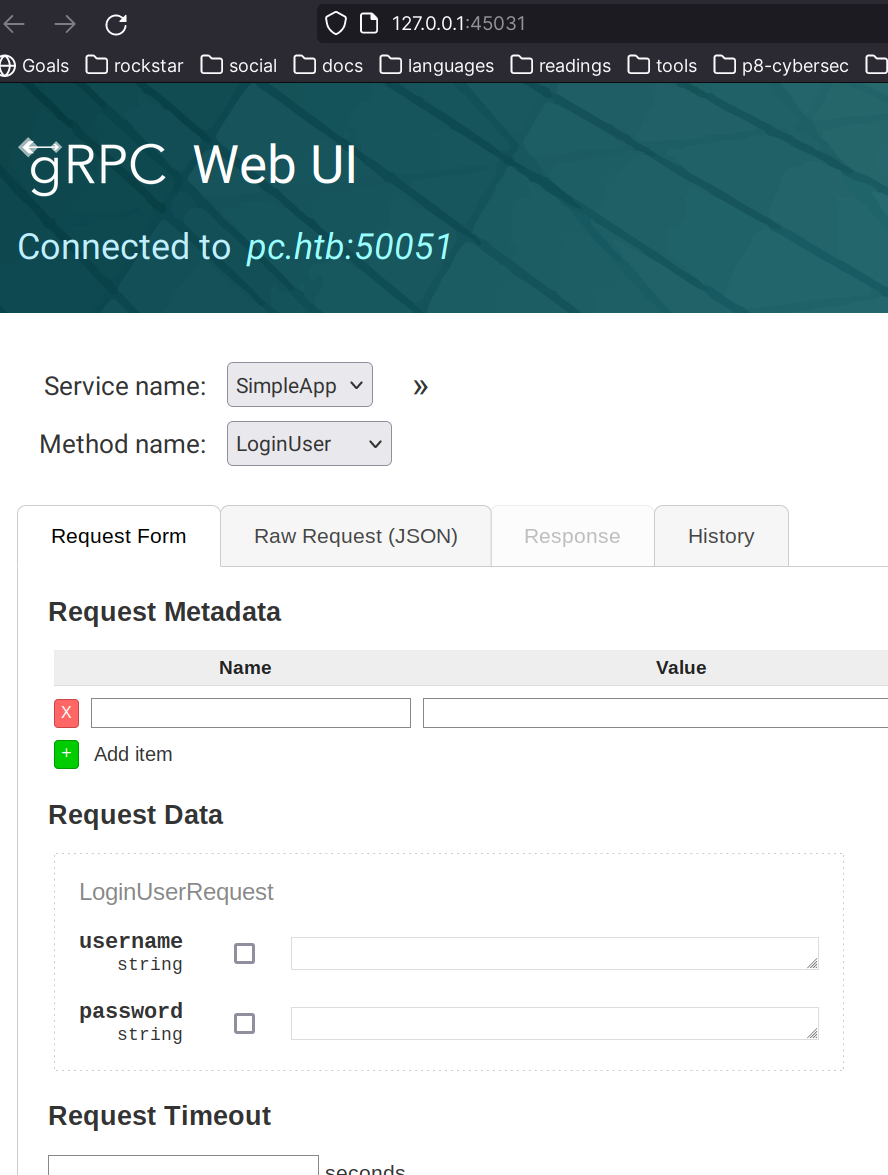 127.0.0.1:45031
Goals rockstar social docs languages readings tools p8-cybersec
gRPC Web UI
Connected to pc.htb:50051
Service name: SimpleApp »
Method name: LoginUser
Request Form Raw Request (JSON) Response History
Request Metadata
Name Value
X
+ Add item
Request Data
LoginUserRequest
username
string
password
string
Request Timeout
seconds